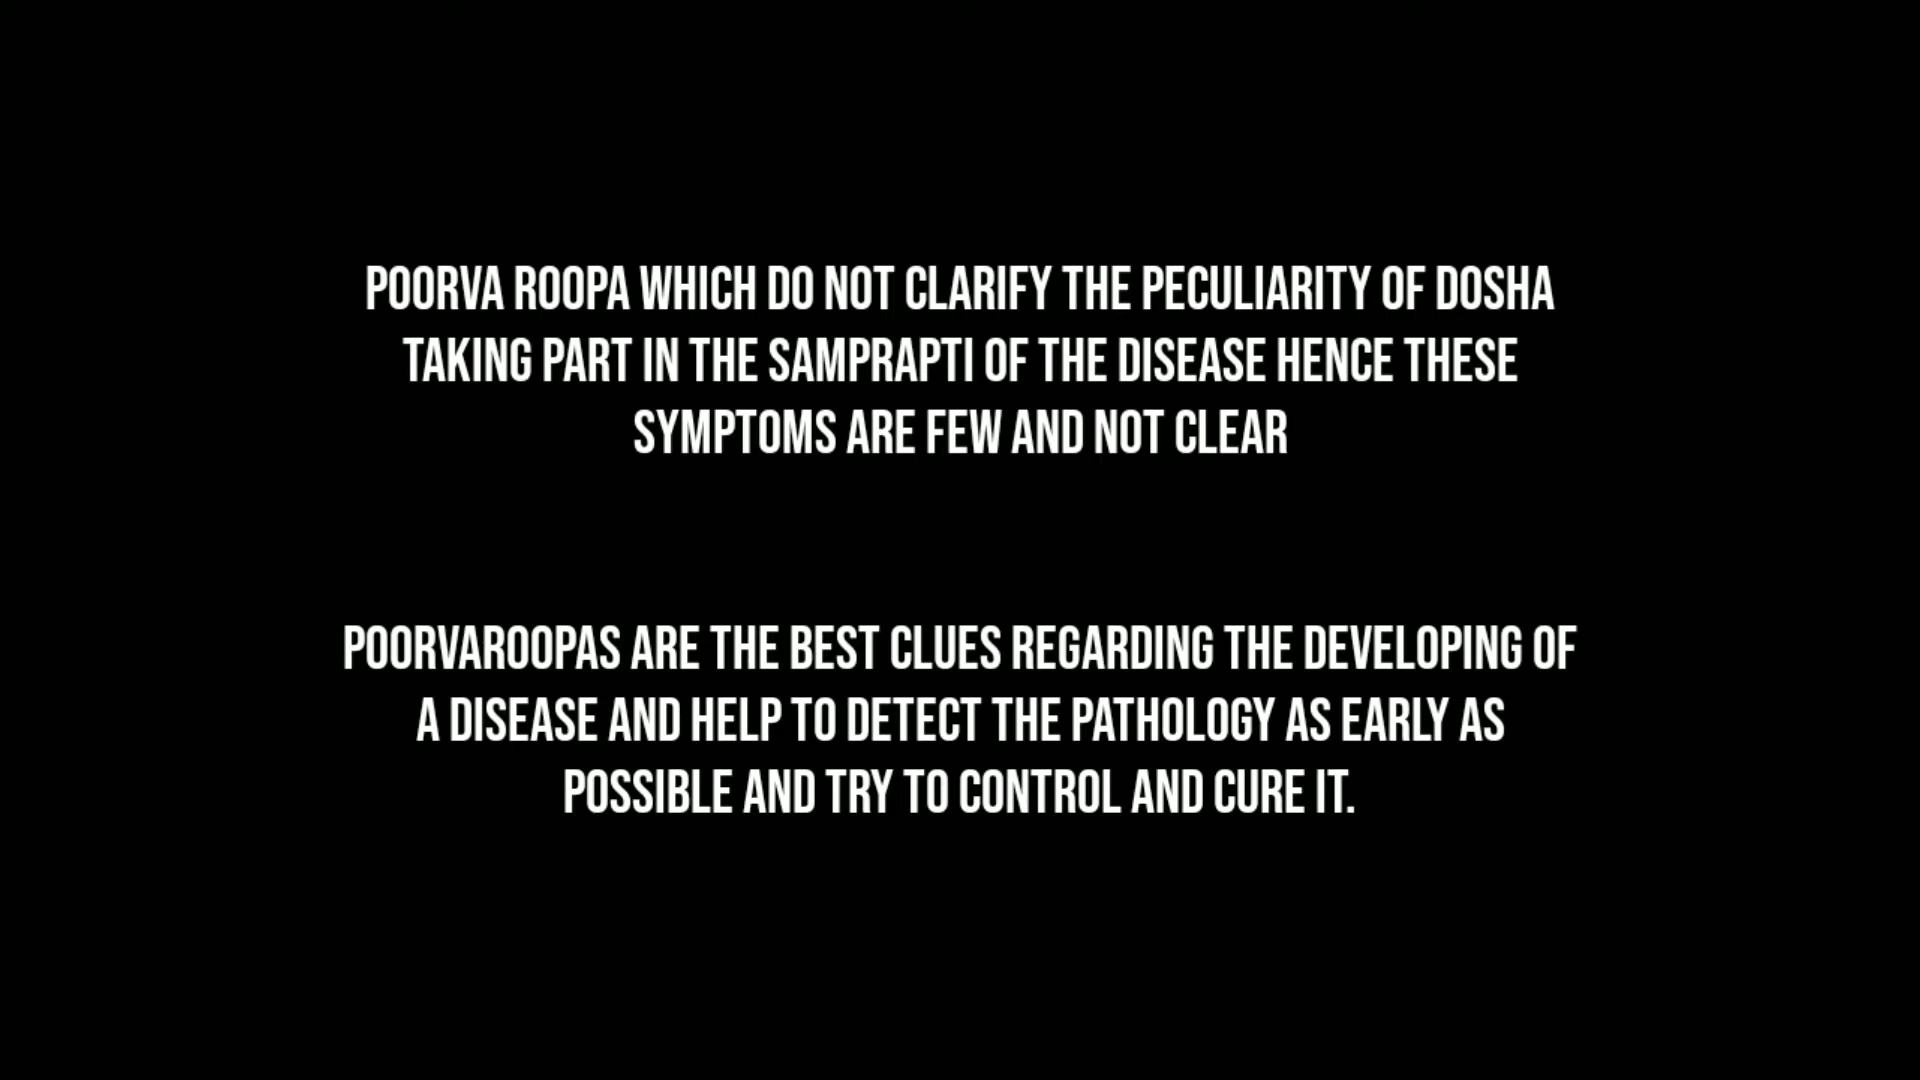 POORVA ROOPA WHICH DO NOT CLARIFY THE PECULIARITY OF DOSHA
TAKING PART IN THE SAMPRAPTI OF THE DISEASE HENCE THESE
SYMPTOMS ARE FEW AND NOT CLEAR
POORVAROOPAS ARE THE BEST CLUES REGARDING THE DEVELOPING OF
A DISEASE AND HELP TO DETECT THE PATHOLOGY AS EARLY AS
POSSIBLE AND TRY TO CONTROL AND CURE IT.